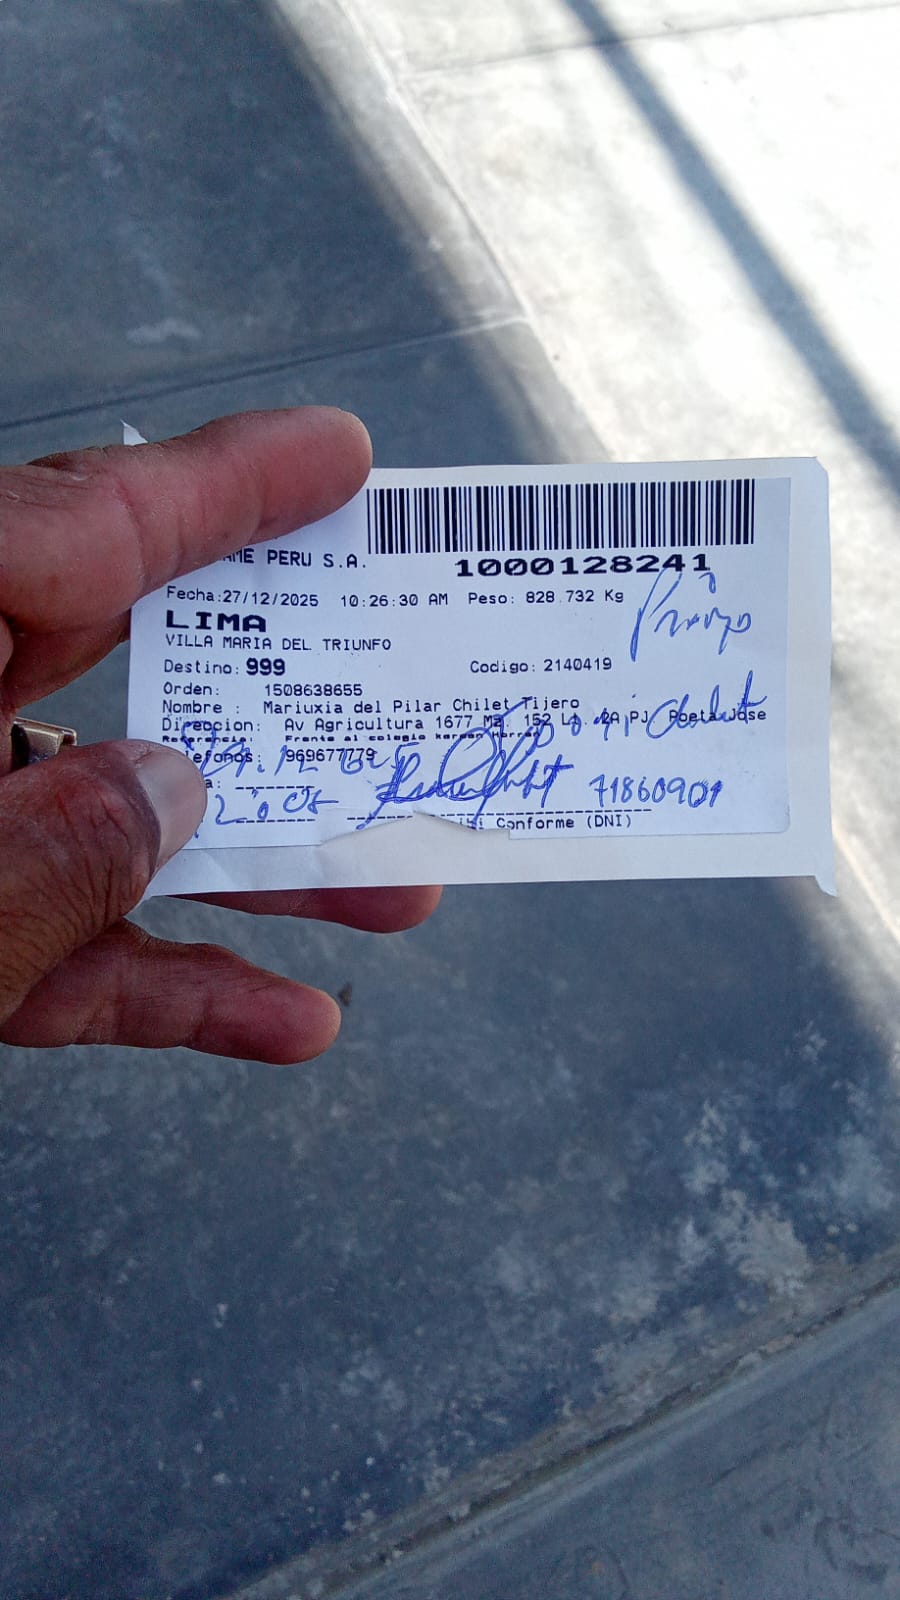 PERU S.A.
1000128241
Fecha:27/12/2025 10:26:30 AM Peso: 828.732 Kg
LIMA
VILLA MARIA DEL TRIUNFO
Destino: 999 Codigo: 2140419
Orden: 1508638655
Nombre : Mariuxia del Pilar Chilet Tijero
Direccion: Av Agricultura 1677 Mz. 152 Lt. 2A PJ. Poeta Jose
Referencia: Frente al colegio
969677779
71860901
Conforme (DNI)